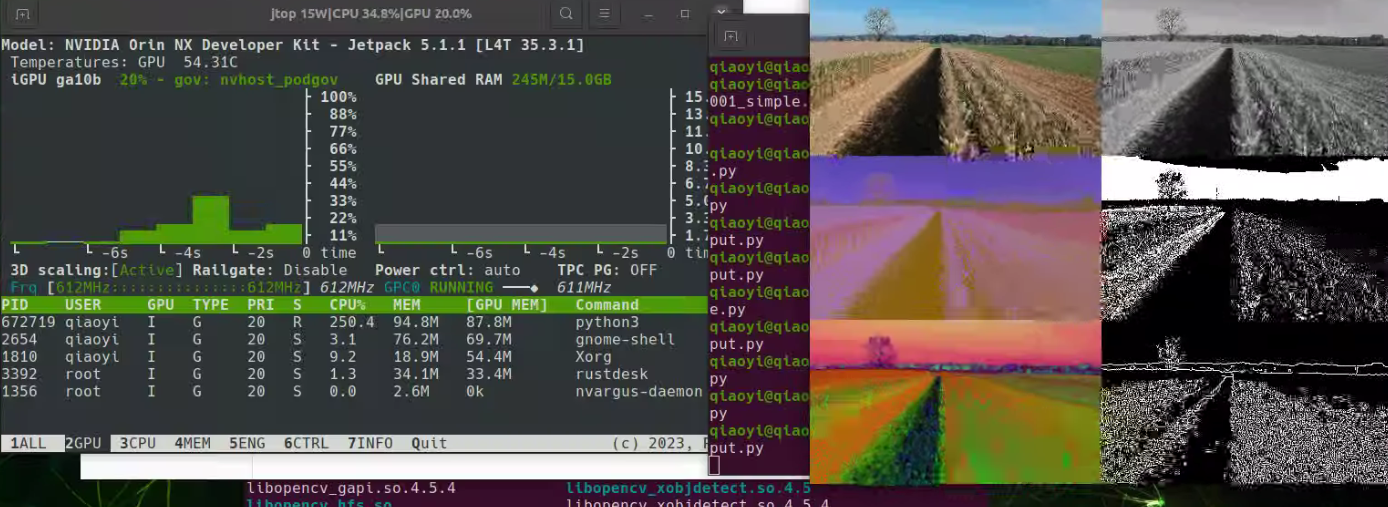 jtop 15W|CPU 34.8%|GPU 20.0%
Model: NVIDIA Orin NX Developer Kit - Jetpack 5.1.1 [L4T 35.3.1]
Temperatures: GPU 54.31C
iGPU ga10b 20% - gov: nvhost_podgov GPU Shared RAM 245M/15.0GB
100% 15
88% 13
77% 11.
66% 10
55% 8.3
44% 6.7
33% 5.0
22% 3.3
11% 1.7
-6s -4s -2s 0 time -6s -4s -2s 0 tim
3D scaling:[Active] Railgate: Disable Power ctrl: auto TPC PG: OFF
Frq [612MHz:::::::::::::::612MHz] 612MHz GPC0 RUNNING 611MHz
PID USER GPU TYPE PRI S CPU% MEM [GPU MEM] Command
672719 qiaoyi I G 20 R 250.4 94.8M 87.8M python3
2654 qiaoyi I G 20 S 3.1 76.2M 69.7M gnome-shell
1810 qiaoyi I G 20 S 9.2 18.9M 54.4M Xorg
3392 root I G 20 S 1.3 34.1M 33.4M rustdesk
1356 root I G 20 S 0.0 2.6M 0k nvargus-daemon
1ALL 2GPU 3CPU 4MEM 5ENG 6CTRL 7INFO Quit (c) 2023,
qiaoyi@qiao
qiaoyi@qiao
001_simple.
qiaoyi@qiao
qiaoyi@qiao
.py
qiaoyi@qiao
py
qiaoyi@qiao
put.py
qiaoyi@qiao
put.py
qiaoyi@qiao
e.py
qiaoyi@qiao
put.py
qiaoyi@qiao
py
qiaoyi@qiao
py
qiaoyi@qiao
put.py
libopencv_gapi.so.4.5.4 libopencv_xobjdetect.so.4.5
libopencv_hfs.so libopencv_xobjdetect.so.4.5.4